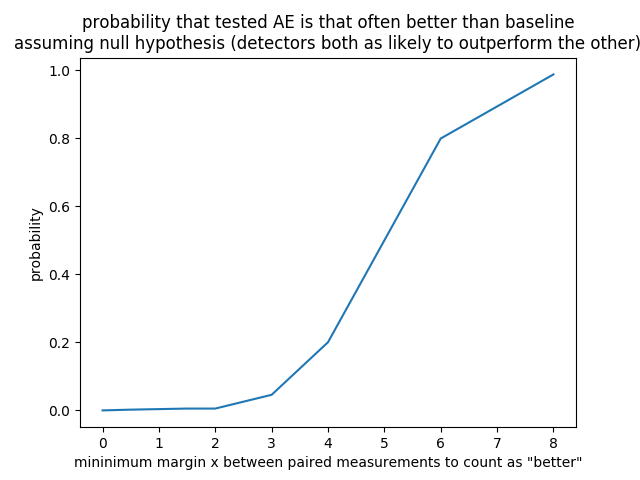 probability that tested AE is that often better than baseline
assuming null hypothesis (detectors both as likely to outperform the other)
1.0
0.8
0.6
0.4
0.2
0.0
probability
0 1 2 3 4 5 6 7 8
mininimum margin x between paired measurements to count as "better"